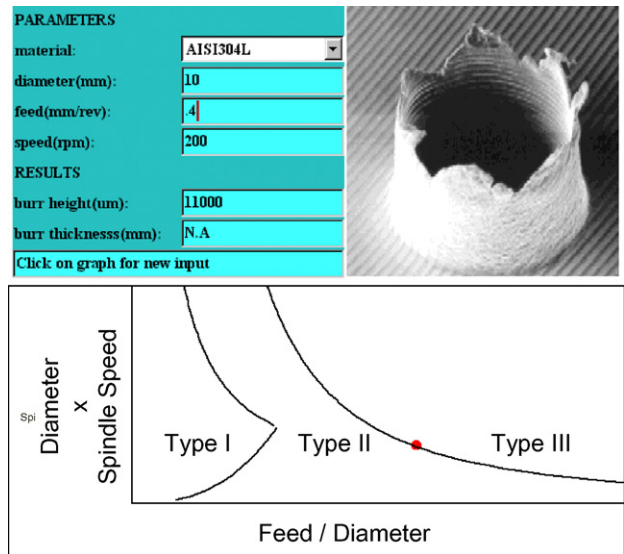 PARAMETERS
material: AISI304L
diameter(mm): 10
feed(mm/rev): .4
speed(rpm): 200
RESULTS
burr height(um): 11000
burr thicknesss(mm): N.A
Click on graph for new input
Spi
Diameter
x
Spindle Speed
Type I Type II Type III
Feed / Diameter